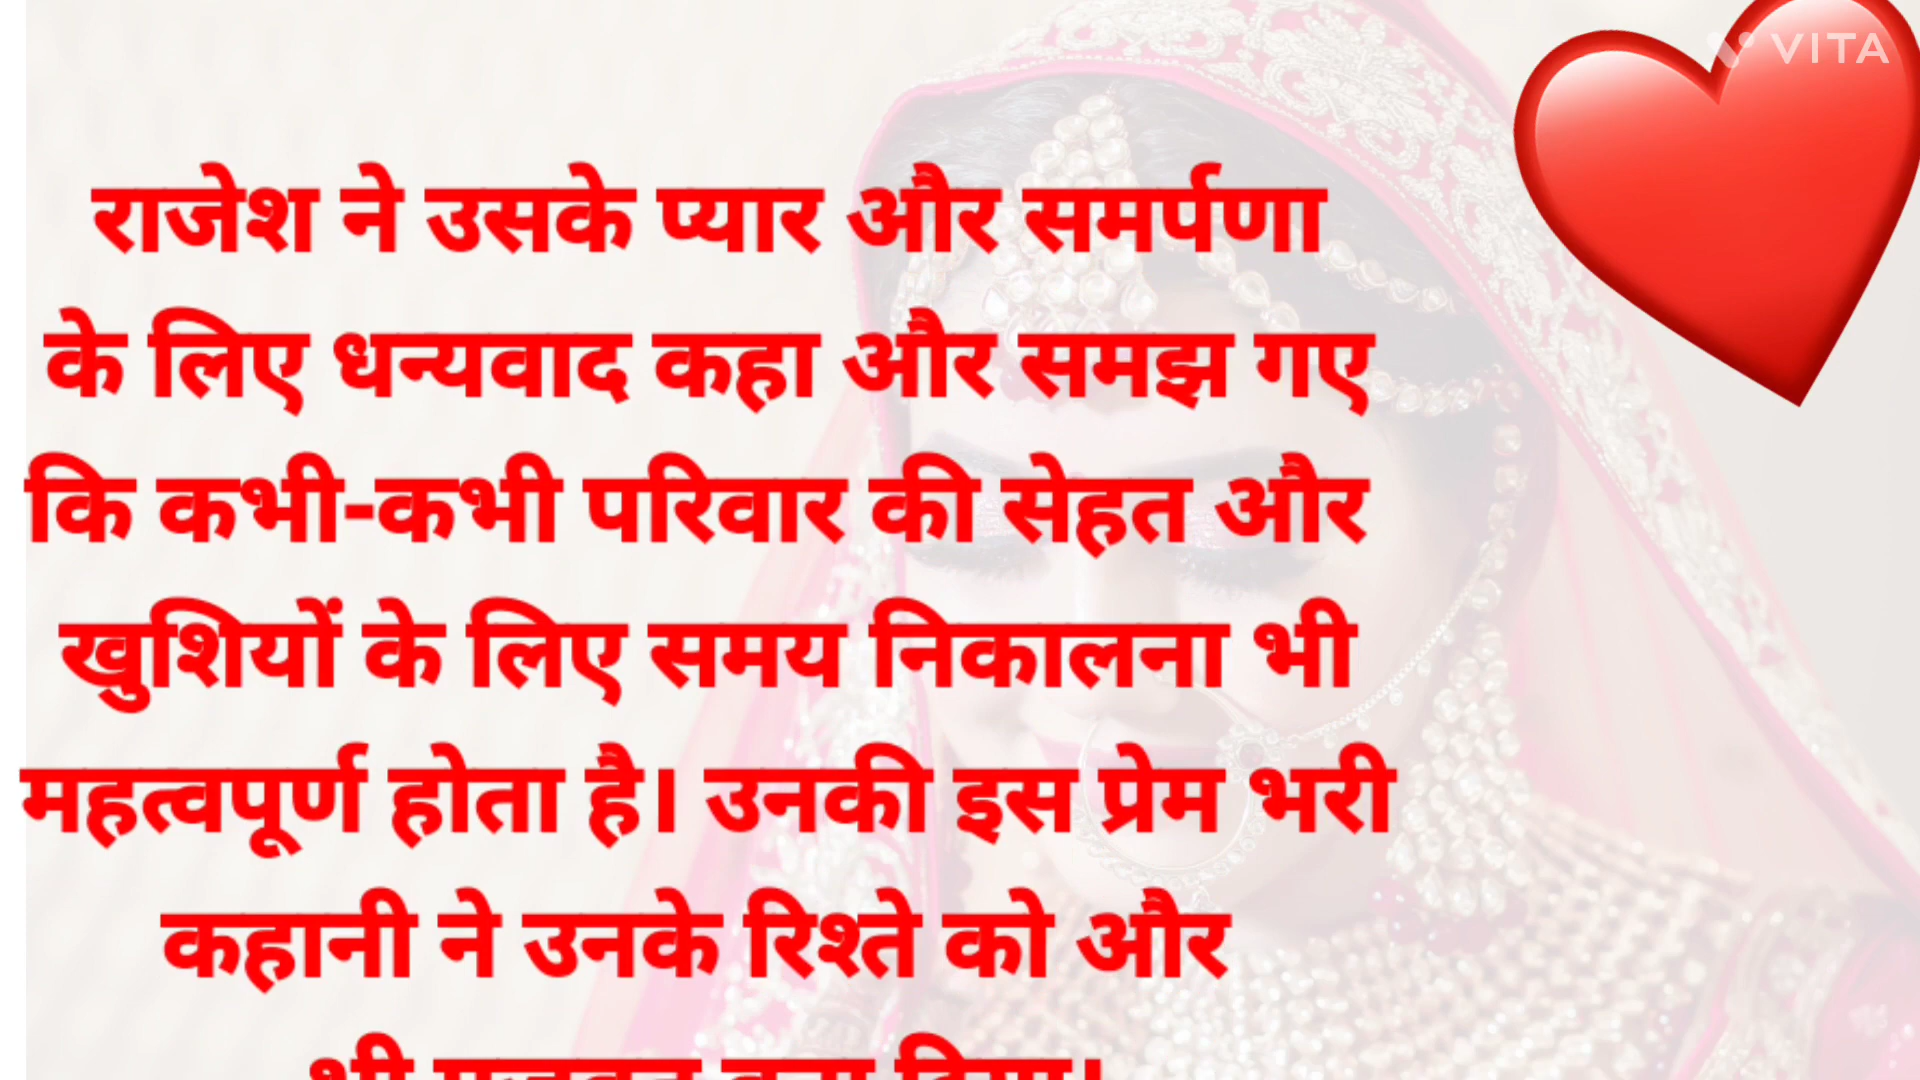 VITA
राजेश ने उसके प्यार और समर्पणा
के लिए धन्यवाद कहा और समझ गए
कि कभी-कभी परिवार की सेहत और
खुशियों के लिए समय निकालना भी
महत्वपूर्ण होता है। उनकी इस प्रेम भरी
कहानी ने उनके रिश्ते को और
भी